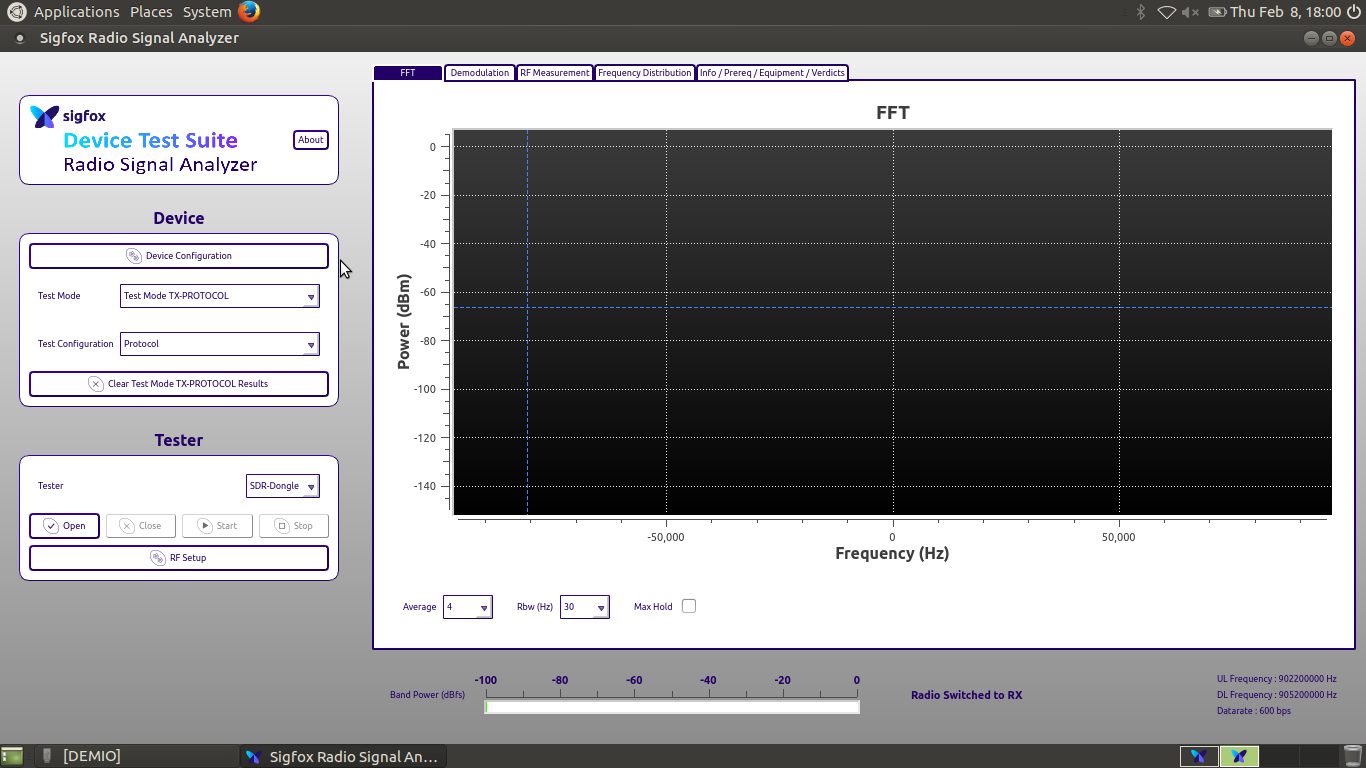 Applications Places System Thu Feb 8, 18:00
Sigfox Radio Signal Analyzer
sigfox
Device Test Suite
Radio Signal Analyzer
About
Device
Device Configuration
Test Mode Test Mode TX-PROTOCOL
Test Configuration Protocol
Clear Test Mode TX-PROTOCOL Results
Tester
Tester SDR-Dongle
Open Close Start Stop
RF Setup
FFT Demodulation RF Measurement Frequency Distribution Info / Prereq / Equipment / Verdicts
FFT
Power (dBm)
0
-20
-40
-60
-80
-100
-120
-140
-50,000 0 50,000
Frequency (Hz)
Average 4 Rbw (Hz) 30 Max Hold
-100 -80 -60 -40 -20 0
Band Power (dBfs)
Radio Switched to RX
UL Frequency : 902200000 Hz
DL Frequency : 905200000 Hz
Datarate : 600 bps
[DEMIO] Sigfox Radio Signal An...